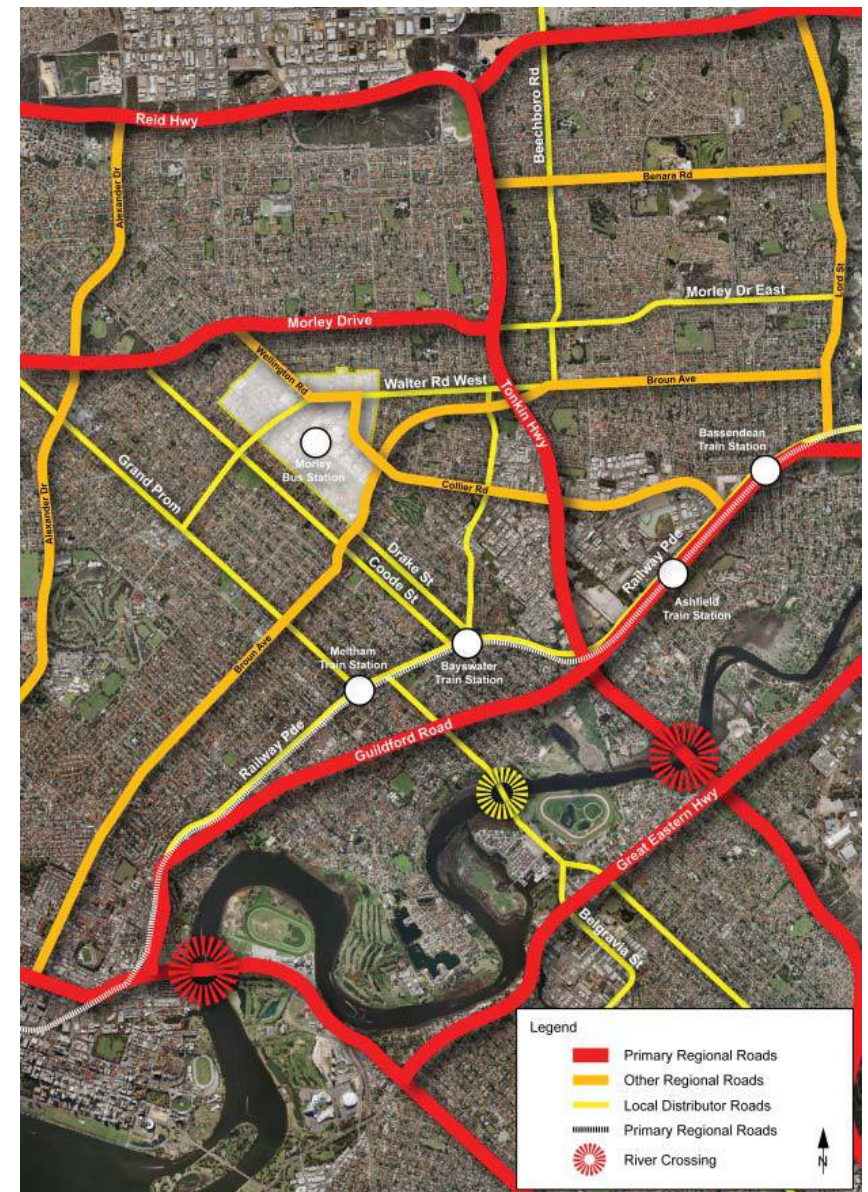 Reid Hwy
Beechboro Rd
Alexander Dr
Benara Rd
Lord St
Morley Dr East
Morley Drive
Wellington Rd
Walter Rd West
Broun Ave
Tonkin Hwy
Bassendean
Train Station
Morley
Bus Station
Grand Prom
Collier Rd
Alexander Dr
Drake St
Coode St
Railway Pde
Ashfield
Train Station
Broun Ave
Meltham
Train Station
Bayswater
Train Station
Railway Pde
Guildford Road
Great Eastern Hwy
Belgravia St
Legend
Primary Regional Roads
Other Regional Roads
Local Distributor Roads
Primary Regional Roads
River Crossing
N